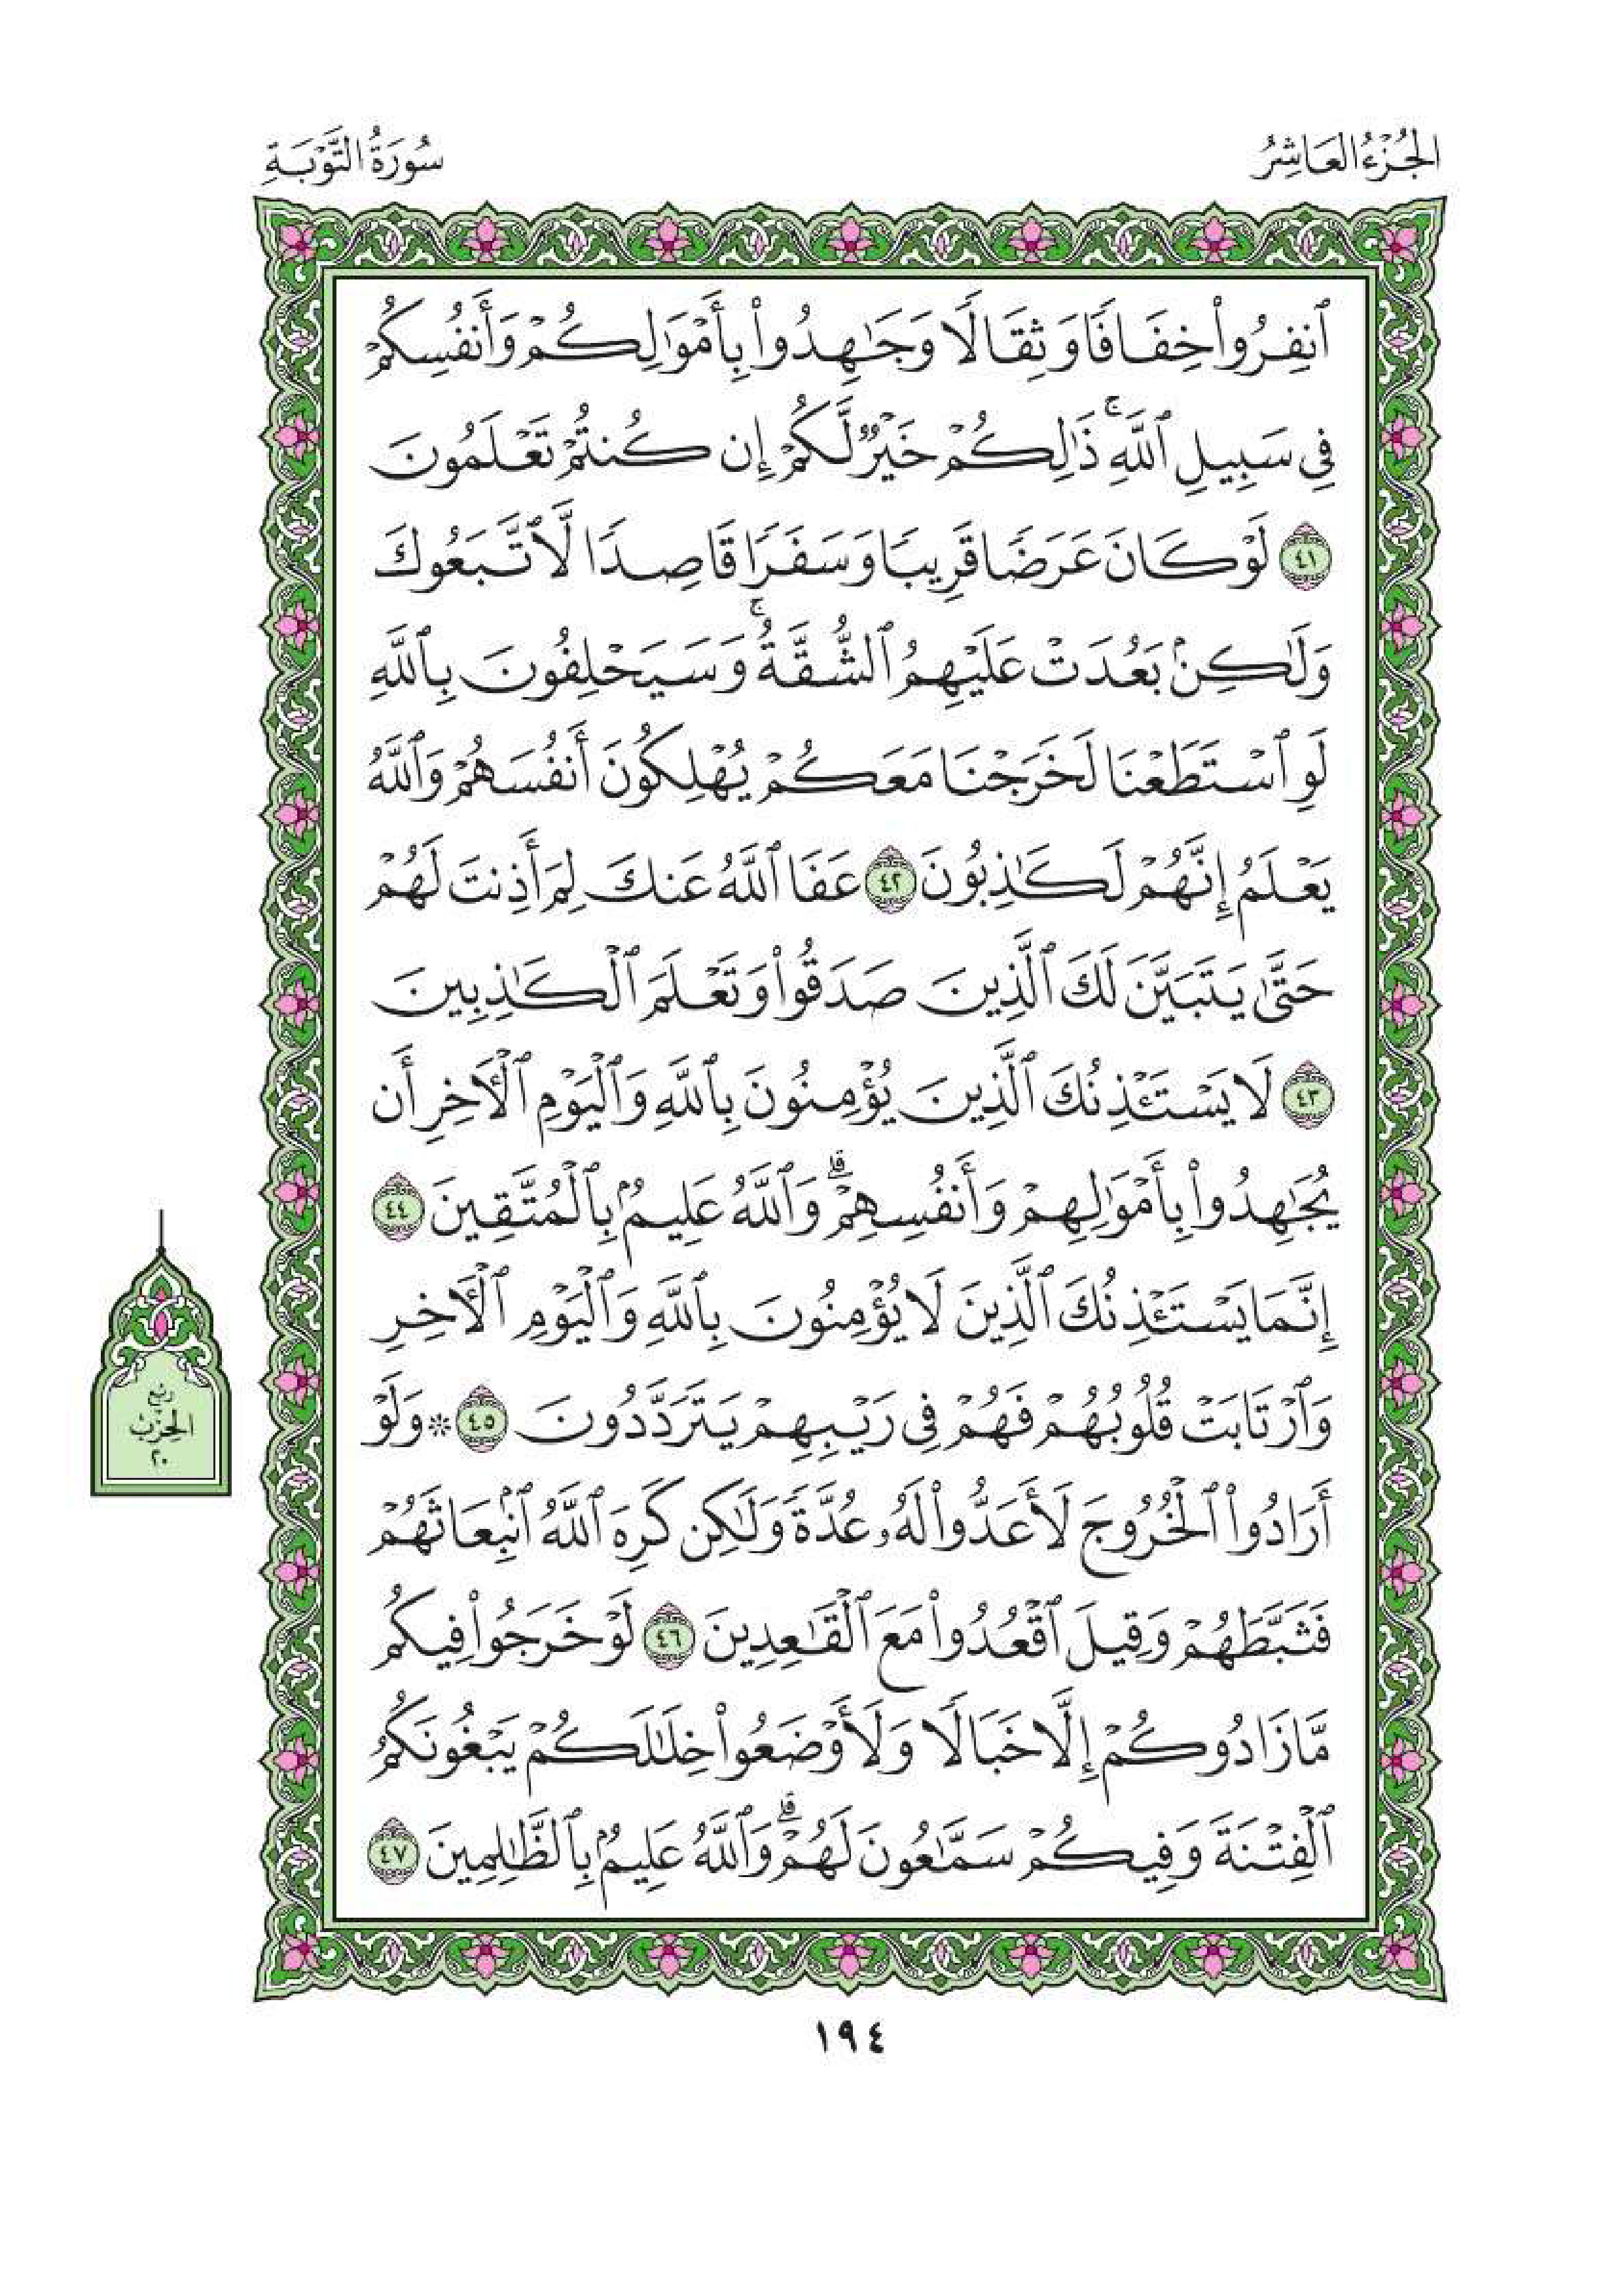 الجُزْءُ العَاشِرُ
سُورَةُ التَّوْبَةِ
ٱنفِرُوا۟ خِفَافًا وَثِقَالًا وَجَـٰهِدُوا۟ بِأَمْوَٰلِكُمْ وَأَنفُسِكُمْ
فِى سَبِيلِ ٱللَّهِ ۚ ذَٰلِكُمْ خَيْرٌ لَّكُمْ إِن كُنتُمْ تَعْلَمُونَ
٤١ لَوْ كَانَ عَرَضًا قَرِيبًا وَسَفَرًا قَاصِدًا لَّٱتَّبَعُوكَ
وَلَـٰكِنۢ بَعُدَتْ عَلَيْهِمُ ٱلشُّقَّةُ ۚ وَسَيَحْلِفُونَ بِٱللَّهِ
لَوِ ٱسْتَطَعْنَا لَخَرَجْنَا مَعَكُمْ يُهْلِكُونَ أَنفُسَهُمْ وَٱللَّهُ
يَعْلَمُ إِنَّهُمْ لَكَـٰذِبُونَ ٤٢ عَفَا ٱللَّهُ عَنكَ لِمَ أَذِنتَ لَهُمْ
حَتَّىٰ يَتَبَيَّنَ لَكَ ٱلَّذِينَ صَدَقُوا۟ وَتَعْلَمَ ٱلْكَـٰذِبِينَ
٤٣ لَا يَسْتَـْٔذِنُكَ ٱلَّذِينَ يُؤْمِنُونَ بِٱللَّهِ وَٱلْيَوْمِ ٱلْـَٔاخِرِ أَن
يُجَـٰهِدُوا۟ بِأَمْوَٰلِهِمْ وَأَنفُسِهِمْ ۗ وَٱللَّهُ عَلِيمٌۢ بِٱلْمُتَّقِينَ ٤٤
إِنَّمَا يَسْتَـْٔذِنُكَ ٱلَّذِينَ لَا يُؤْمِنُونَ بِٱللَّهِ وَٱلْيَوْمِ ٱلْـَٔاخِرِ
وَٱرْتَابَتْ قُلُوبُهُمْ فَهُمْ فِى رَيْبِهِمْ يَتَرَدَّدُونَ ٤٥ ۞ وَلَوْ
أَرَادُوا۟ ٱلْخُرُوجَ لَأَعَدُّوا۟ لَهُۥ عُدَّةً وَلَـٰكِن كَرِهَ ٱللَّهُ ٱنۢبِعَاثَهُمْ
فَثَبَّطَهُمْ وَقِيلَ ٱقْعُدُوا۟ مَعَ ٱلْقَـٰعِدِينَ ٤٦ لَوْ خَرَجُوا۟ فِيكُم
مَّا زَادُوكُمْ إِلَّا خَبَالًا وَلَأَوْضَعُوا۟ خِلَـٰلَكُمْ يَبْغُونَكُمُ
ٱلْفِتْنَةَ وَفِيكُمْ سَمَّـٰعُونَ لَهُمْ ۗ وَٱللَّهُ عَلِيمٌۢ بِٱلظَّـٰلِمِينَ ٤٧
رُبْعُ
الحِزْبُ
٢٠
١٩٤